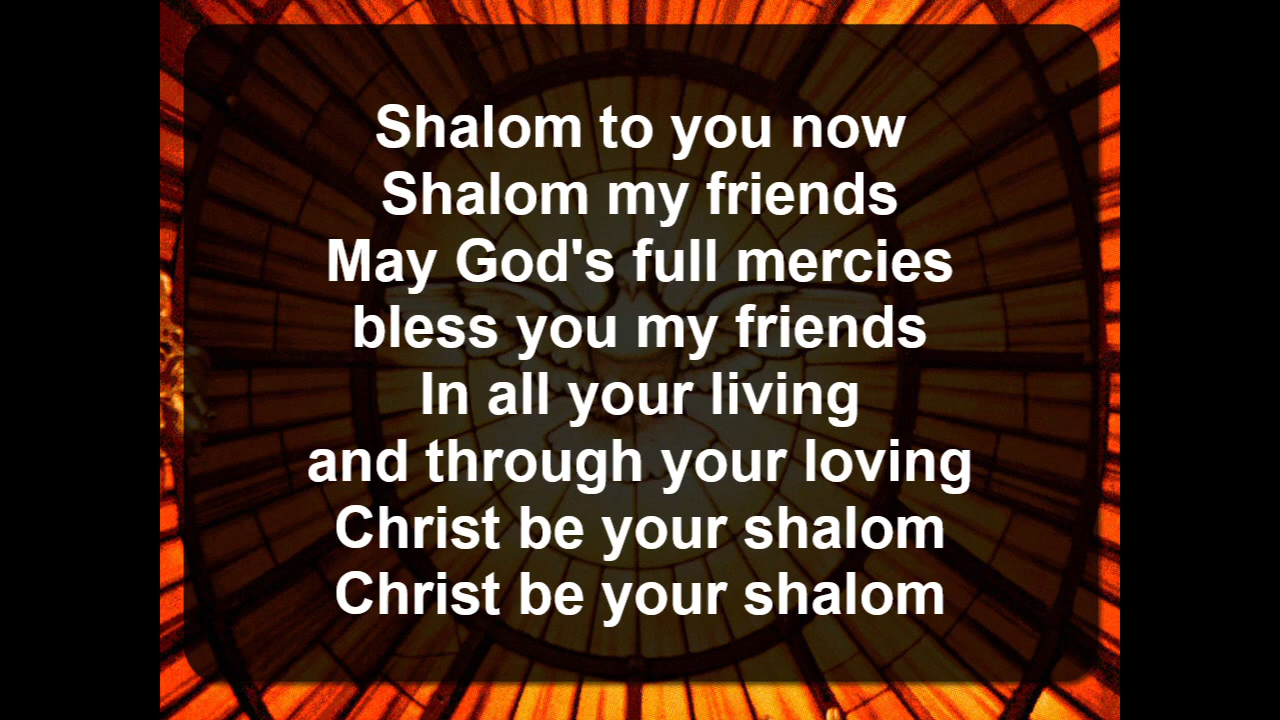 Shalom to you now
Shalom my friends
May God's full mercies
bless you my friends
In all your living
and through your loving
Christ be your shalom
Christ be your shalom